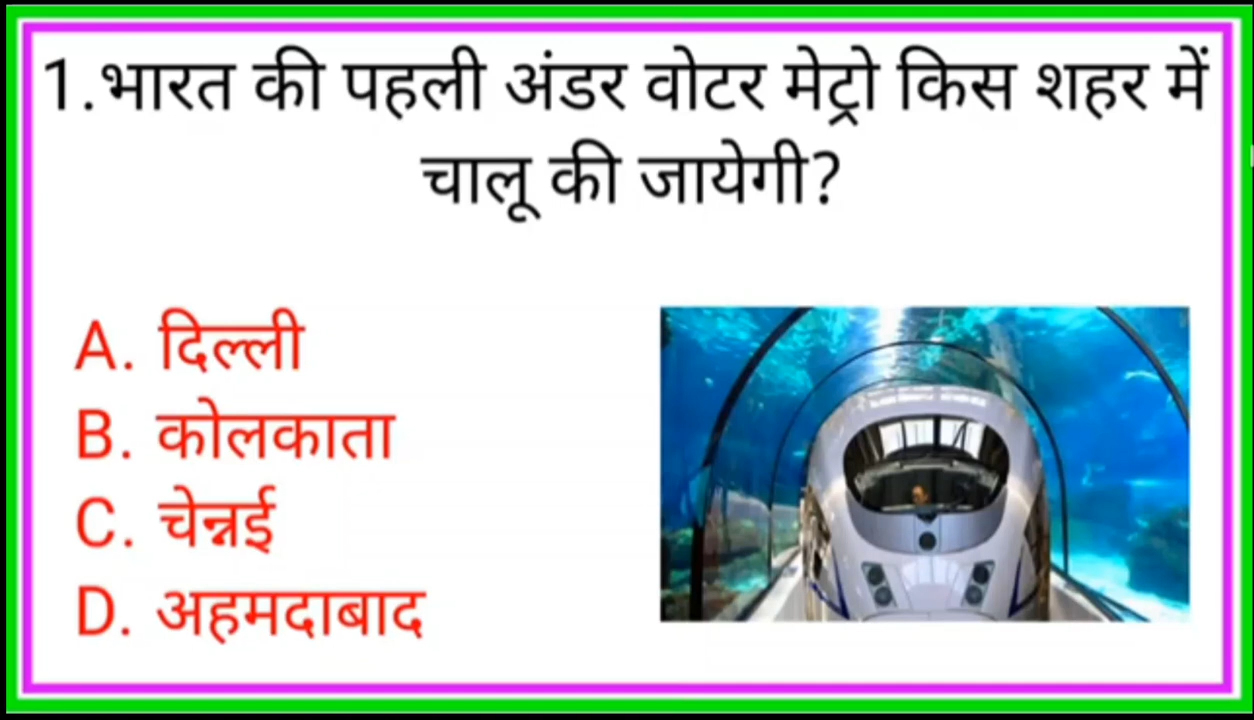 1.भारत की पहली अंडर वोटर मेट्रो किस शहर में
चालू की जायेगी?
A. दिल्ली
B. कोलकाता
C. चेन्नई
D. अहमदाबाद